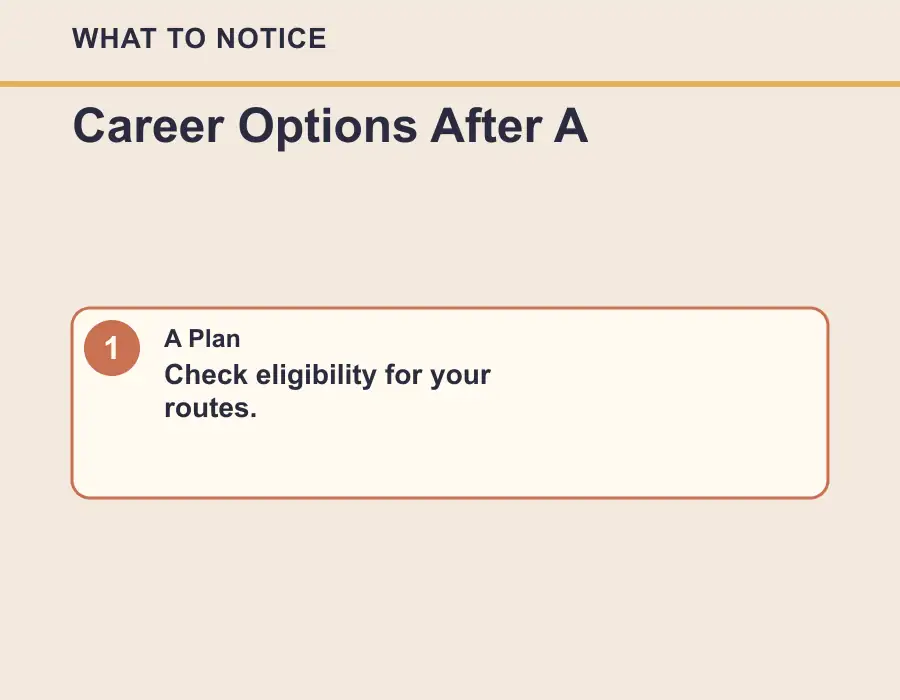 WHAT TO NOTICE
Career Options After A
1
A Plan
Check eligibility for your
routes.